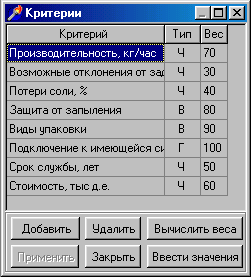 Критерии
Критерий Тип Вес
Производительность, кг/час Ч 70
Возможные отклонения от зад Ч 30
Потери соли, % Ч 40
Защита от запыления В 80
Виды упаковки В 90
Подключение к имеющейся си Г 100
Срок службы, лет Ч 50
Стоимость, тыс д.е. Ч 60
Добавить Удалить Вычислить веса
Применить Закрыть Ввести значения